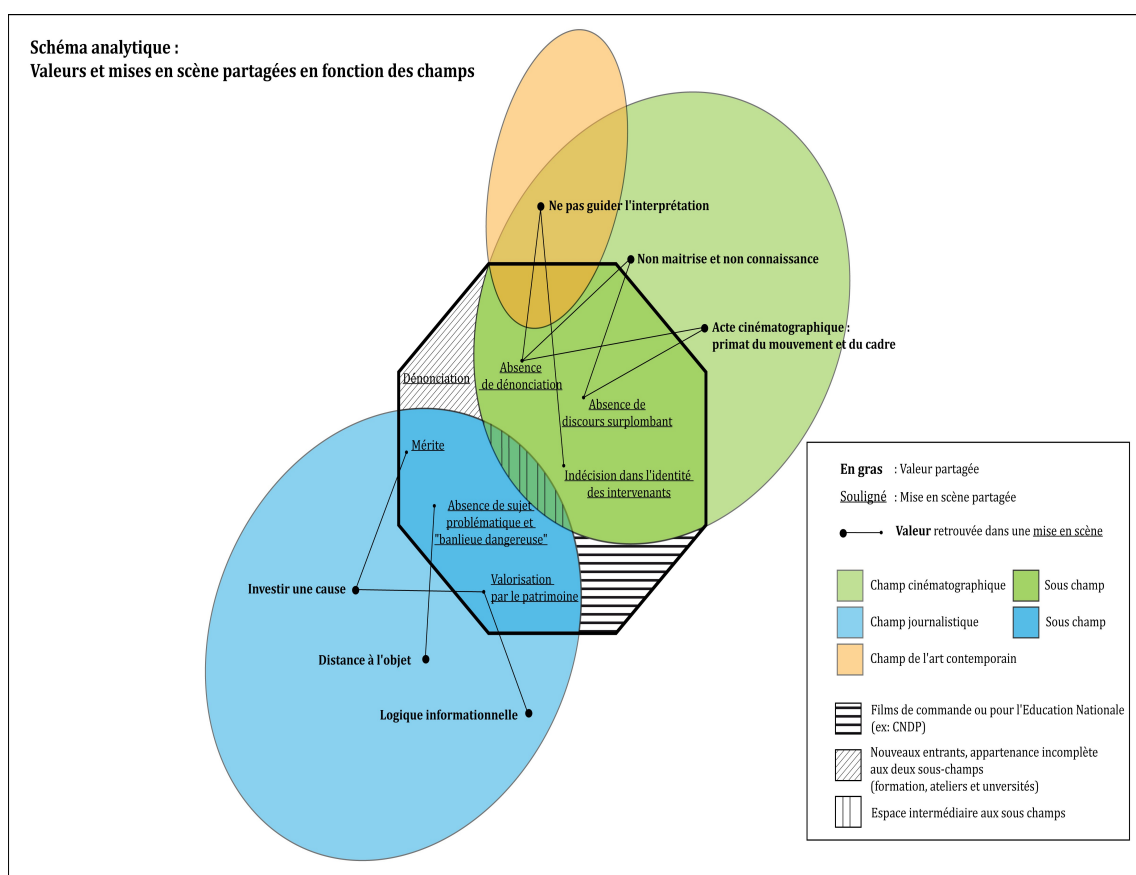 Schéma analytique :
Valeurs et mises en scène partagées en fonction des champs
Ne pas guider l'interprétation
Non maitrise et non connaissance
Acte cinématographique :
primat du mouvement et du cadre
Dénonciation
Absence
de dénonciation
Absence de
discours surplombant
Mérite
Indécision dans l'identité
des intervenants
Absence de sujet
problématique et
"banlieue dangereuse"
Valorisation
par le patrimoine
Investir une cause
Distance à l'objet
Logique informationnelle
En gras : Valeur partagée
Souligné : Mise en scène partagée
Valeur retrouvée dans une mise en scène
Champ cinématographique Sous champ
Champ journalistique Sous champ
Champ de l'art contemporain
Films de commande ou pour l'Education Nationale
(ex: CNDP)
Nouveaux entrants, appartenance incomplète
aux deux sous-champs
(formation, ateliers et unversités)
Espace intermédiaire aux sous champs